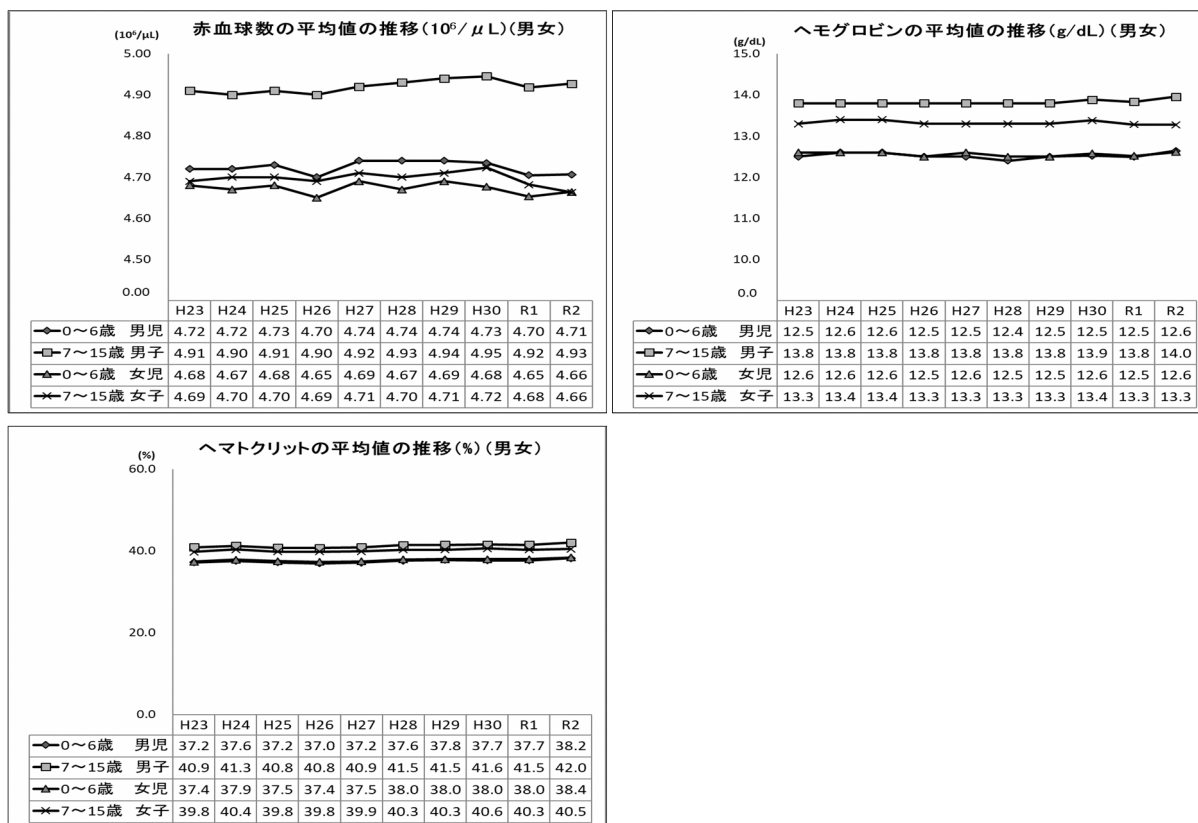 赤血球数の平均値の推移(10⁶/μL)(男女)
(10⁶/μL)
5.00
4.90
4.80
4.70
4.60
4.50
0.00
H23 H24 H25 H26 H27 H28 H29 H30 R1 R2
0～6歳 男児 4.72 4.72 4.73 4.70 4.74 4.74 4.74 4.73 4.70 4.71
7～15歳 男子 4.91 4.90 4.91 4.90 4.92 4.93 4.94 4.95 4.92 4.93
0～6歳 女児 4.68 4.67 4.68 4.65 4.69 4.67 4.69 4.68 4.65 4.66
7～15歳 女子 4.69 4.70 4.70 4.69 4.71 4.70 4.71 4.72 4.68 4.66
ヘモグロビンの平均値の推移(g/dL)(男女)
(g/dL)
15.0
14.0
13.0
12.0
11.0
10.0
0.0
H23 H24 H25 H26 H27 H28 H29 H30 R1 R2
0～6歳 男児 12.5 12.6 12.6 12.5 12.5 12.4 12.5 12.5 12.5 12.6
7～15歳 男子 13.8 13.8 13.8 13.8 13.8 13.8 13.8 13.9 13.8 14.0
0～6歳 女児 12.6 12.6 12.6 12.5 12.6 12.5 12.5 12.6 12.5 12.6
7～15歳 女子 13.3 13.4 13.4 13.3 13.3 13.3 13.3 13.4 13.3 13.3
ヘマトクリットの平均値の推移(%)(男女)
(%)
60.0
40.0
20.0
0.0
H23 H24 H25 H26 H27 H28 H29 H30 R1 R2
0～6歳 男児 37.2 37.6 37.2 37.0 37.2 37.6 37.8 37.7 37.7 38.2
7～15歳 男子 40.9 41.3 40.8 40.8 40.9 41.5 41.5 41.6 41.5 42.0
0～6歳 女児 37.4 37.9 37.5 37.4 37.5 38.0 38.0 38.0 38.0 38.4
7～15歳 女子 39.8 40.4 39.8 39.8 39.9 40.3 40.3 40.6 40.3 40.5